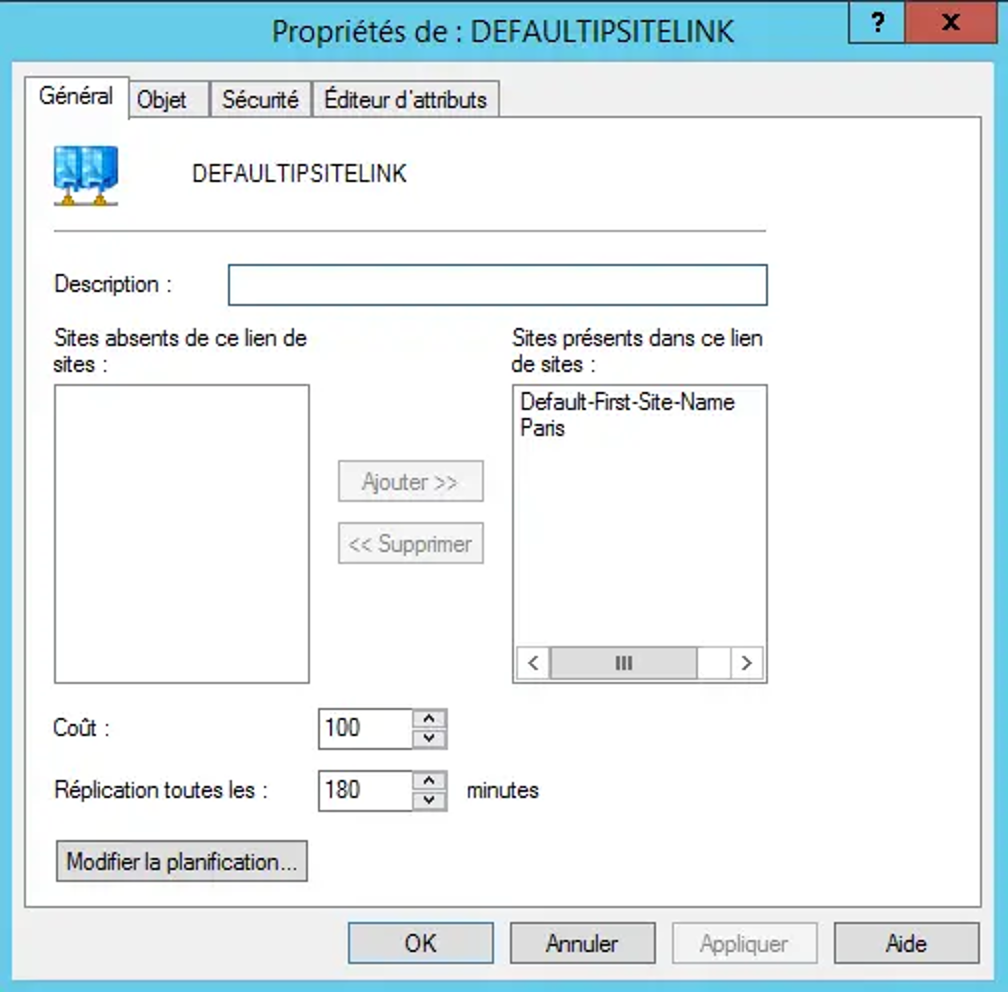 Propriétés de : DEFAULTIPSITELINK
? x
Général Objet Sécurité Éditeur d'attributs
DEFAULTIPSITELINK
Description :
Sites absents de ce lien de
sites :
Sites présents dans ce lien
de sites :
Default-First-Site-Name
Paris
Ajouter >>
<< Supprimer
Coût : 100
Réplication toutes les : 180 minutes
Modifier la planification...
OK Annuler Appliquer Aide